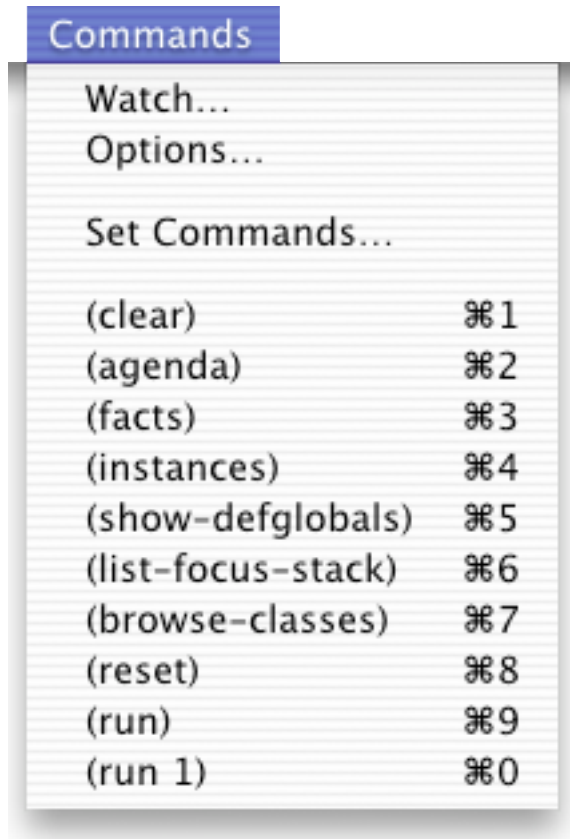 Commands
Watch...
Options...
Set Commands...
(clear) ⌘1
(agenda) ⌘2
(facts) ⌘3
(instances) ⌘4
(show-defglobals) ⌘5
(list-focus-stack) ⌘6
(browse-classes) ⌘7
(reset) ⌘8
(run) ⌘9
(run 1) ⌘0